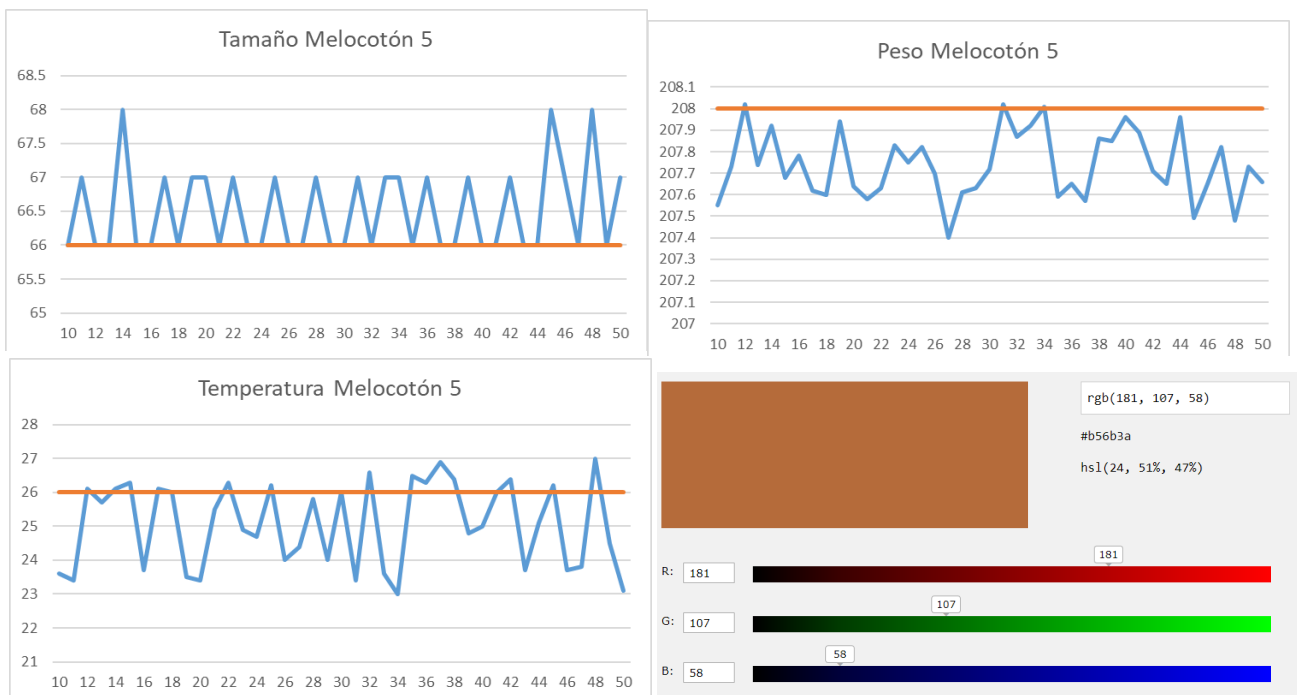 Tamaño Melocotón 5
68.5
68
67.5
67
66.5
66
65.5
65
10 12 14 16 18 20 22 24 26 28 30 32 34 36 38 40 42 44 46 48 50
Peso Melocotón 5
208.1
208
207.9
207.8
207.7
207.6
207.5
207.4
207.3
207.2
207.1
207
10 12 14 16 18 20 22 24 26 28 30 32 34 36 38 40 42 44 46 48 50
Temperatura Melocotón 5
28
27
26
25
24
23
22
21
10 12 14 16 18 20 22 24 26 28 30 32 34 36 38 40 42 44 46 48 50
rgb(181, 107, 58)
#b56b3a
hsl(24, 51%, 47%)
181
R: 181
107
G: 107
58
B: 58